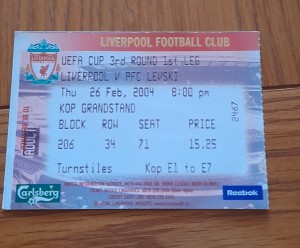 LIVERPOOL FOOTBALL CLUB
UEFA CUP 3rd ROUND 1st LEG
LIVERPOOL V PFC LEVSKI
Thu 26 Feb, 2004 8:00 pm
KOP GRANDSTAND
BLOCK ROW SEAT PRICE
206 34 71 15.25
2467
Turnstiles Kop E1 to E7
Carlsberg
Reebok